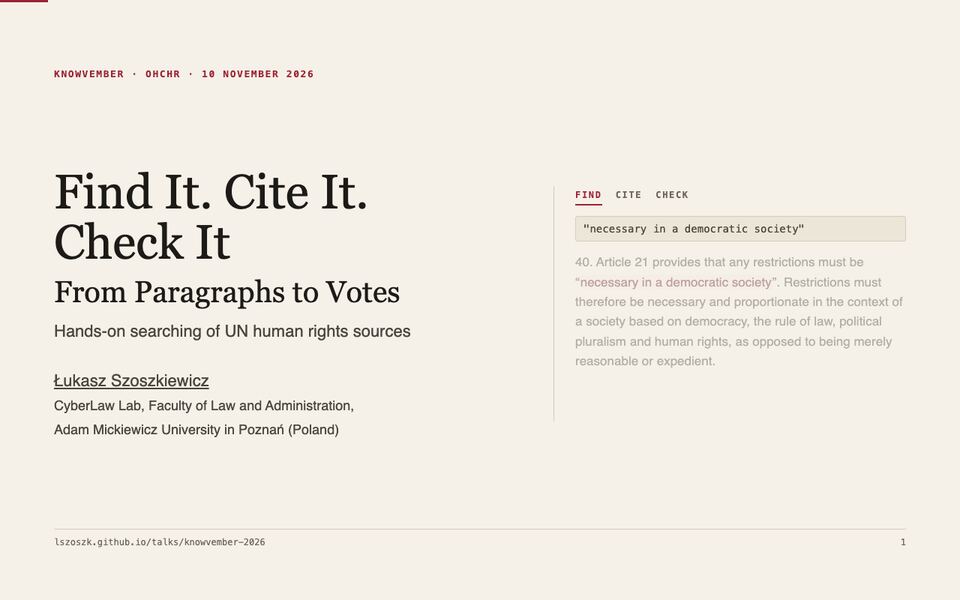 KNOWVEMBER · OHCHR · 10 NOVEMBER 2026
Find It. Cite It.
Check It
From Paragraphs to Votes
Hands-on searching of UN human rights sources
Łukasz Szoszkiewicz
CyberLaw Lab, Faculty of Law and Administration,
Adam Mickiewicz University in Poznań (Poland)
FIND CITE CHECK
"necessary in a democratic society"
40. Article 21 provides that any restrictions must be
“necessary in a democratic society”. Restrictions must
therefore be necessary and proportionate in the context of
a society based on democracy, the rule of law, political
pluralism and human rights, as opposed to being merely
reasonable or expedient.
lszoszk.github.io/talks/knowvember-2026
1